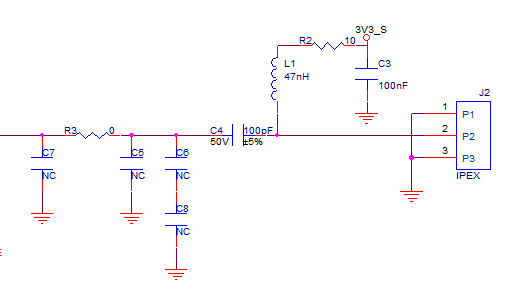 3V3_S
R2 10
L1
47nH
C3
100nF
J2
1 P1
2 P2
3 P3
IPEX
R3 0
C4 100pF
50V ±5%
C7
NC
C5
NC
C6
NC
C8
NC